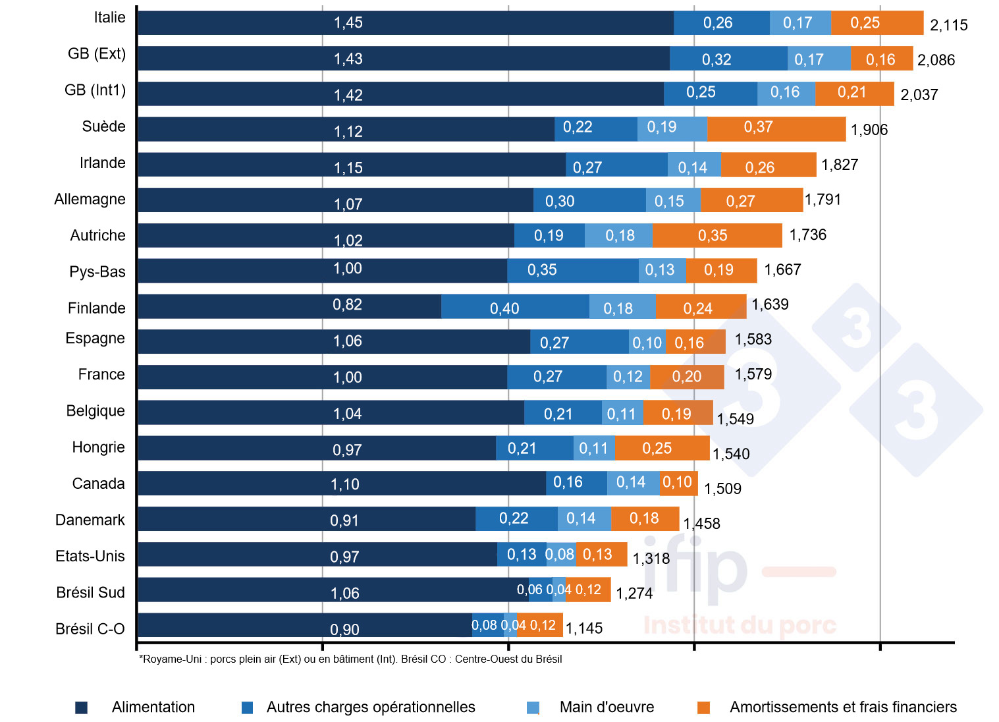 Italie 1,45 0,26 0,17 0,25 2,115
GB (Ext) 1,43 0,32 0,17 0,16 2,086
GB (Int1) 1,42 0,25 0,16 0,21 2,037
Suède 1,12 0,22 0,19 0,37 1,906
Irlande 1,15 0,27 0,14 0,26 1,827
Allemagne 1,07 0,30 0,15 0,27 1,791
Autriche 1,02 0,19 0,18 0,35 1,736
Pys-Bas 1,00 0,35 0,13 0,19 1,667
Finlande 0,82 0,40 0,18 0,24 1,639
Espagne 1,06 0,27 0,10 0,16 1,583
France 1,00 0,27 0,12 0,20 1,579
Belgique 1,04 0,21 0,11 0,19 1,549
Hongrie 0,97 0,21 0,11 0,25 1,540
Canada 1,10 0,16 0,14 0,10 1,509
Danemark 0,91 0,22 0,14 0,18 1,458
Etats-Unis 0,97 0,13 0,08 0,13 1,318
Brésil Sud 1,06 0,06 0,04 0,12 1,274
Brésil C-O 0,90 0,08 0,04 0,12 1,145
3 3 3
ifip
Institut du porc
*Royame-Uni : porcs plein air (Ext) ou en bâtiment (Int). Brésil CO : Centre-Ouest du Brésil
Alimentation Autres charges opérationnelles Main d'oeuvre Amortissements et frais financiers